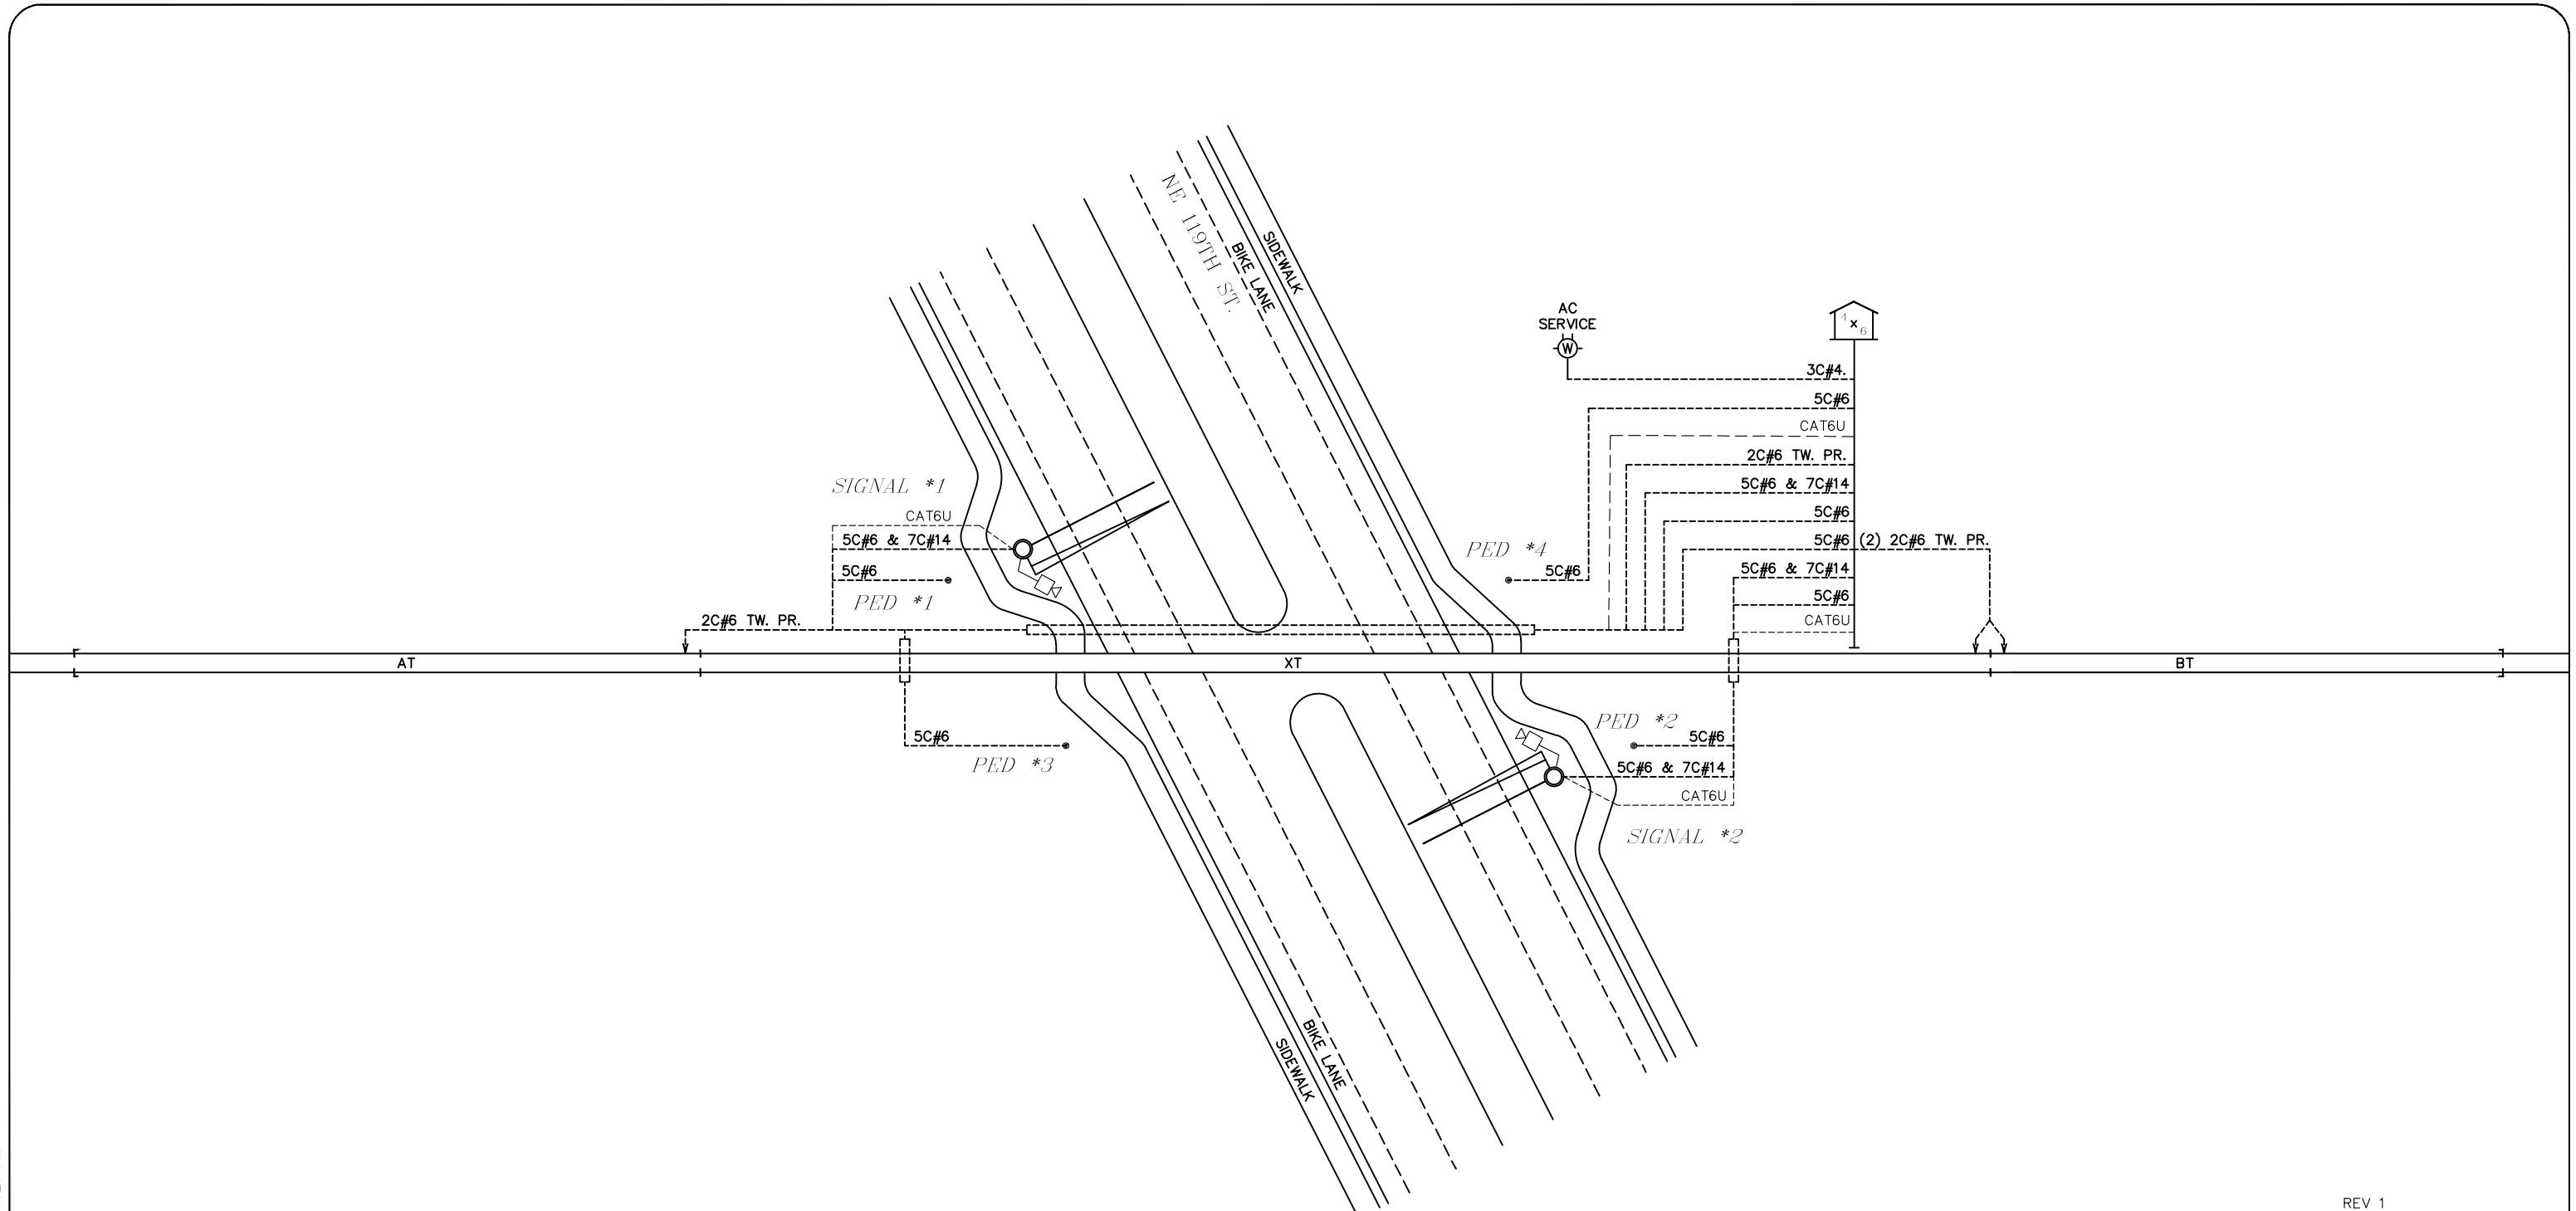 NE 119TH ST.
BIKE LANE
SIDEWALK
AC
SERVICE
4 x 6
3C#4.
5C#6
CAT6U
2C#6 TW. PR.
5C#6 & 7C#14
5C#6
5C#6 (2) 2C#6 TW. PR.
5C#6 & 7C#14
5C#6
CAT6U
SIGNAL *1
CAT6U
5C#6 & 7C#14
5C#6
PED *1
2C#6 TW. PR.
PED *4
5C#6
AT
XT
BT
5C#6
PED *3
PED *2
5C#6
5C#6 & 7C#14
CAT6U
SIGNAL *2
BIKE LANE
SIDEWALK
REV 1
W